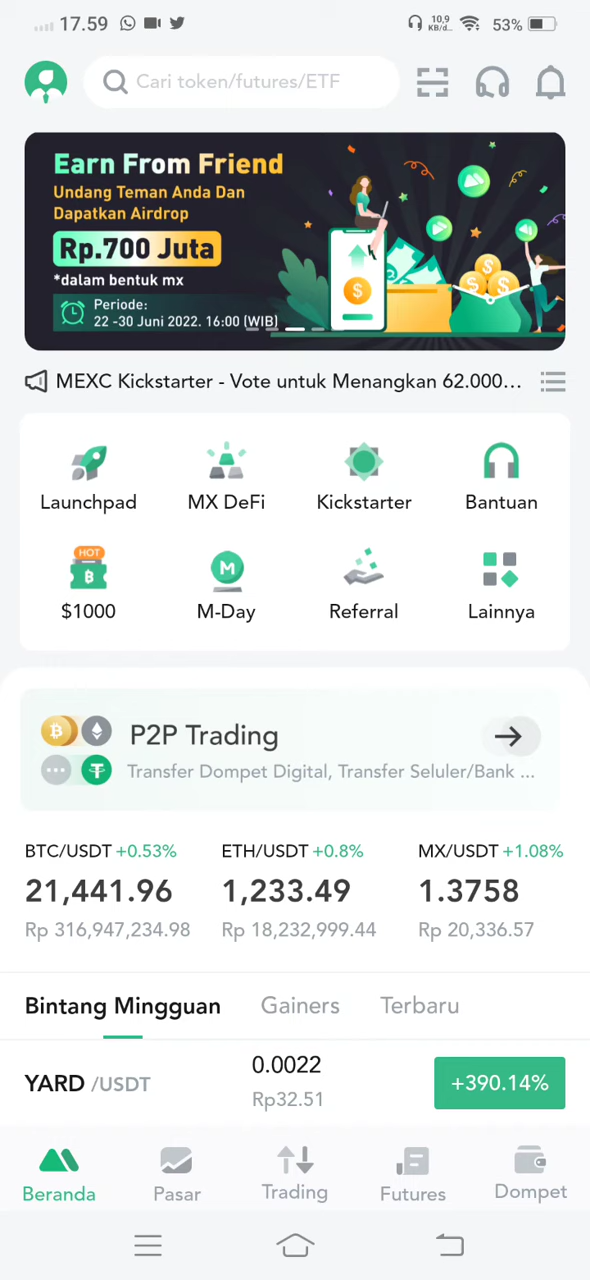 17.59
10,9
KB/d...
53%
Cari token/futures/ETF
Earn From Friend
Undang Teman Anda Dan
Dapatkan Airdrop
Rp.700 Juta
*dalam bentuk mx
Periode:
22 -30 Juni 2022. 16:00 (WIB)
MEXC Kickstarter - Vote untuk Menangkan 62.000...
Launchpad
MX DeFi
Kickstarter
Bantuan
HOT
$1000
M-Day
Referral
Lainnya
P2P Trading
Transfer Dompet Digital, Transfer Seluler/Bank ...
BTC/USDT +0.53%
ETH/USDT +0.8%
MX/USDT +1.08%
21,441.96
1,233.49
1.3758
Rp 316,947,234.98
Rp 18,232,999.44
Rp 20,336.57
Bintang Mingguan
Gainers
Terbaru
YARD /USDT
0.0022
Rp32.51
+390.14%
Beranda
Pasar
Trading
Futures
Dompet